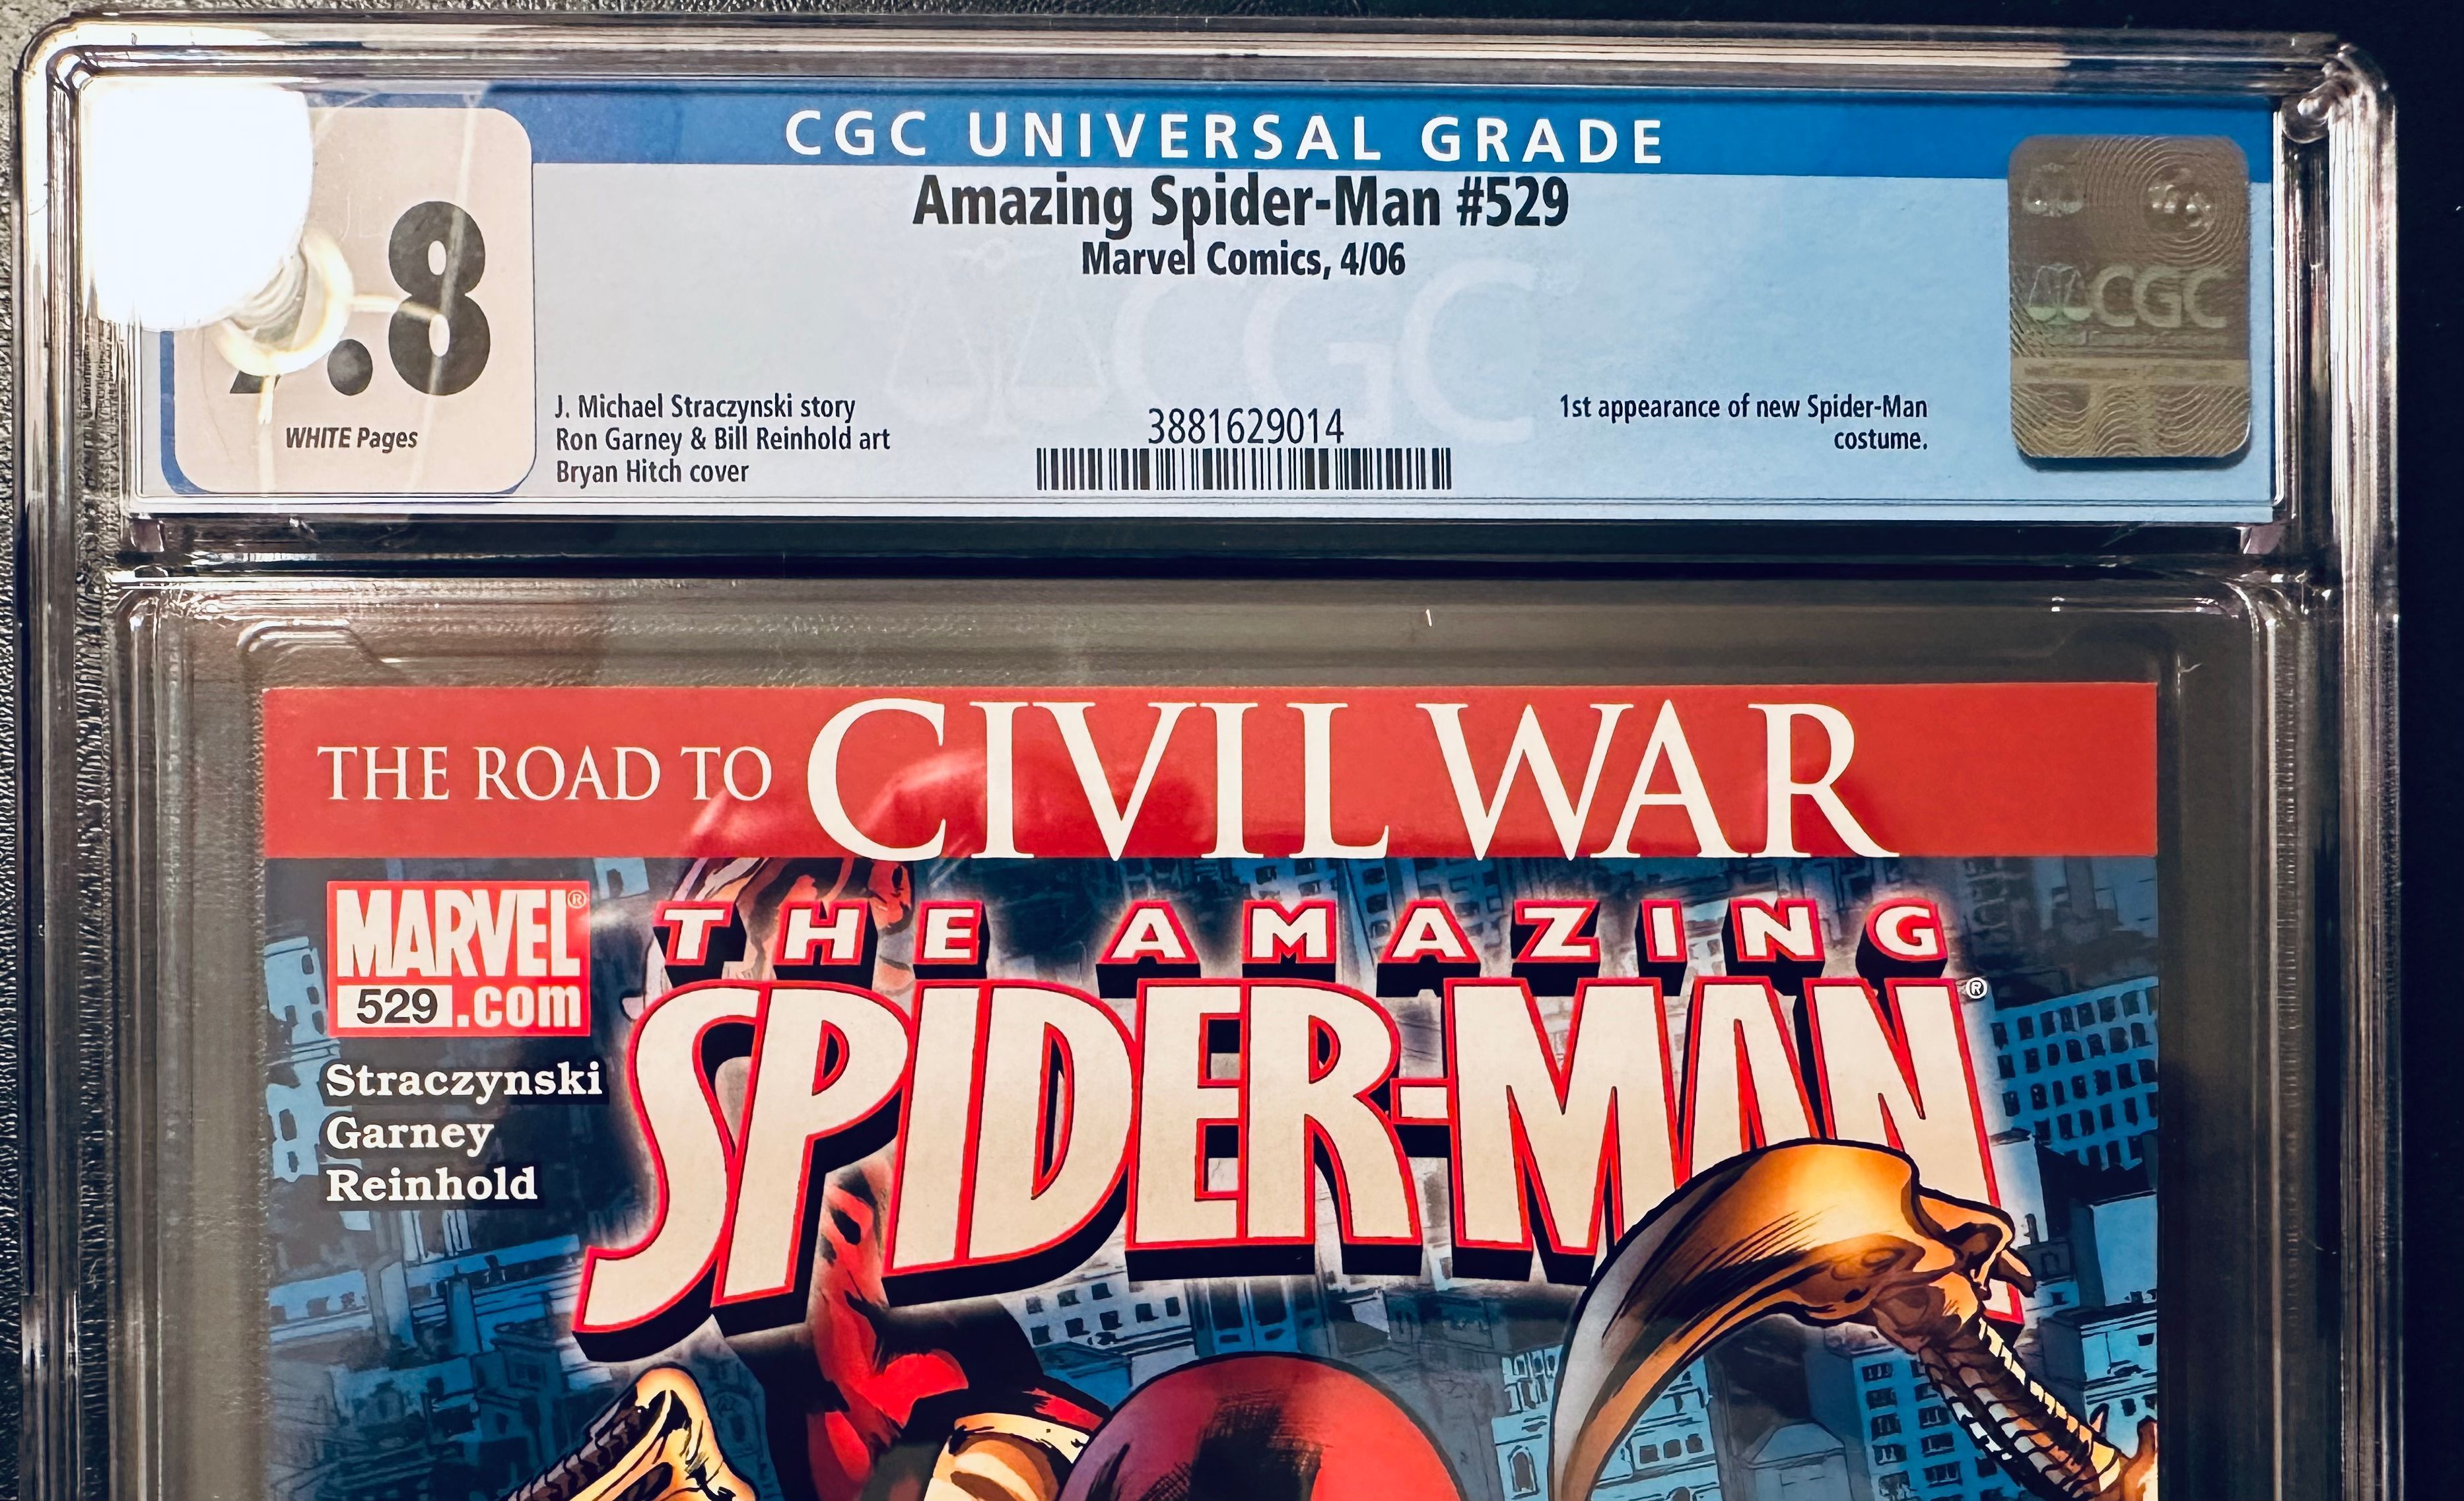 CGC UNIVERSAL GRADE
.8
WHITE Pages
Amazing Spider-Man #529
Marvel Comics, 4/06
J. Michael Straczynski story
Ron Garney & Bill Reinhold art
Bryan Hitch cover
3881629014
1st appearance of new Spider-Man
costume.
CGC
CGC
THE ROAD TO CIVIL WAR
MARVEL®
529 .com
Straczynski
Garney
Reinhold
THE AMAZING
SPIDER-MAN®